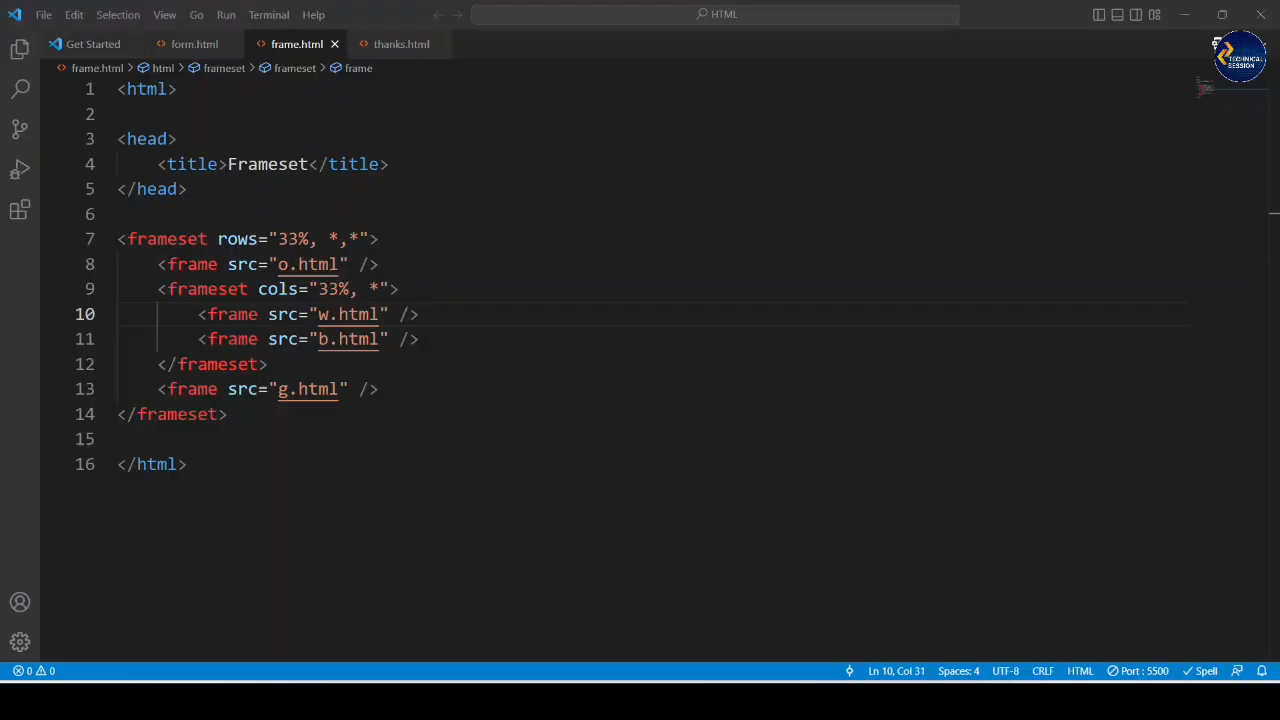 File Edit Selection View Go Run Terminal Help HTML
Get Started form.html frame.html thanks.html
TECHNICAL
SESSION
frame.html > html > frameset > frameset > frame
1 <html>
2
3 <head>
4 <title>Frameset</title>
5 </head>
6
7 <frameset rows="33%, *,*">
8 <frame src="o.html" />
9 <frameset cols="33%, *">
10 <frame src="w.html" />
11 <frame src="b.html" />
12 </frameset>
13 <frame src="g.html" />
14 </frameset>
15
16 </html>
0 0 Ln 10, Col 31 Spaces: 4 UTF-8 CRLF HTML Port : 5500 Spell